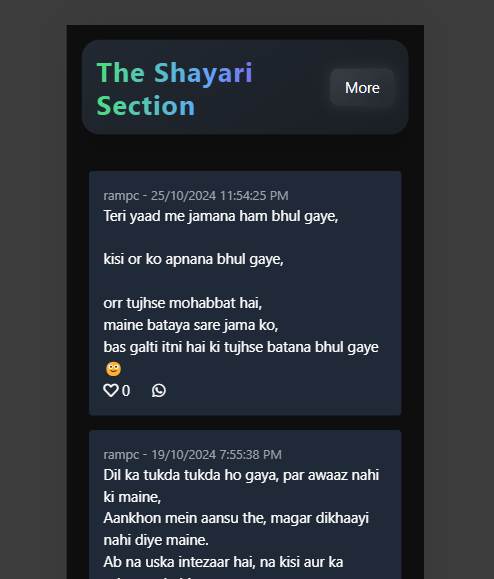 The Shayari
Section
More
rampc - 25/10/2024 11:54:25 PM
Teri yaad me jamana ham bhul gaye,
kisi or ko apnana bhul gaye,
orr tujhse mohabbat hai,
maine bataya sare jama ko,
bas galti itni hai ki tujhse batana bhul gaye
🙂
0
rampc - 19/10/2024 7:55:38 PM
Dil ka tukda tukda ho gaya, par awaaz nahi
ki maine,
Aankhon mein aansu the, magar dikhaayi
nahi diye maine.
Ab na uska intezaar hai, na kisi aur ka